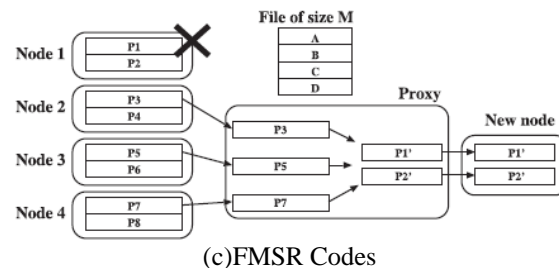 Node 1
P1
P2
Node 2
P3
P4
Node 3
P5
P6
Node 4
P7
P8
File of size M
A
B
C
D
Proxy
P3
P5
P7
P1'
P2'
New node
P1'
P2'
(c)FMSR Codes